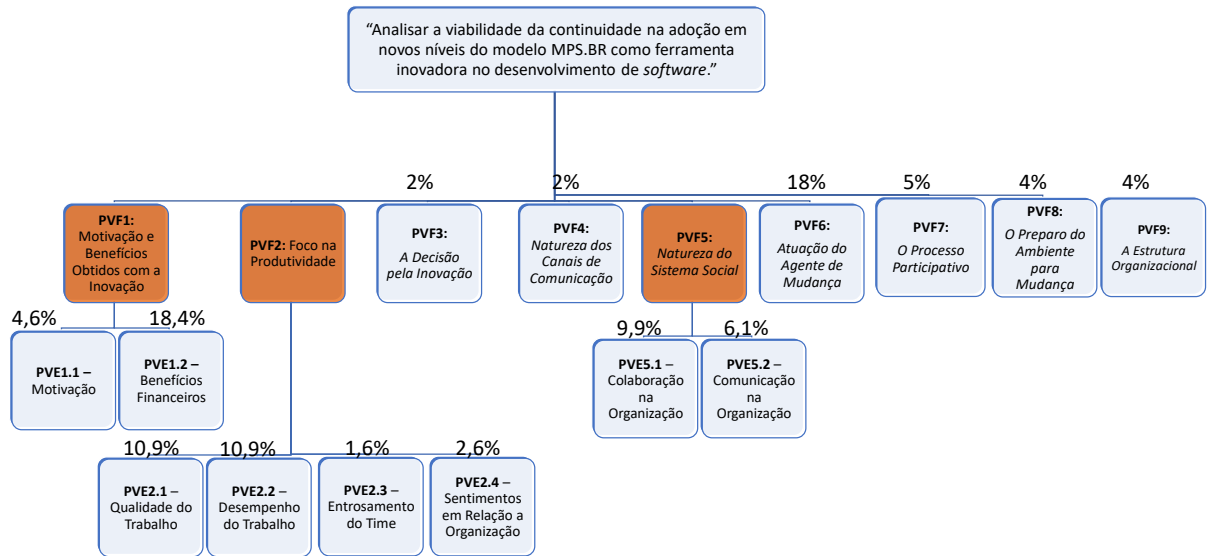 “Analisar a viabilidade da continuidade na adoção em
novos níveis do modelo MPS.BR como ferramenta
inovadora no desenvolvimento de software.”
2%
2%
18%
5%
4%
4%
PVF1:
Motivação e
Benefícios
Obtidos com a
Inovação
PVF2: Foco na
Produtividade
PVF3:
A Decisão
pela Inovação
PVF4:
Natureza dos
Canais de
Comunicação
PVF5:
Natureza do
Sistema Social
PVF6:
Atuação do
Agente de
Mudança
PVF7:
O Processo
Participativo
PVF8:
O Preparo do
Ambiente
para
Mudança
PVF9:
A Estrutura
Organizacional
4,6%
18,4%
9,9%
6,1%
PVE1.1 –
Motivação
PVE1.2 –
Benefícios
Financeiros
PVE5.1 –
Colaboração
na
Organização
PVE5.2 –
Comunicação
na
Organização
10,9%
10,9%
1,6%
2,6%
PVE2.1 –
Qualidade do
Trabalho
PVE2.2 –
Desempenho
do Trabalho
PVE2.3 –
Entrosamento
do Time
PVE2.4 –
Sentimentos
em Relação a
Organização